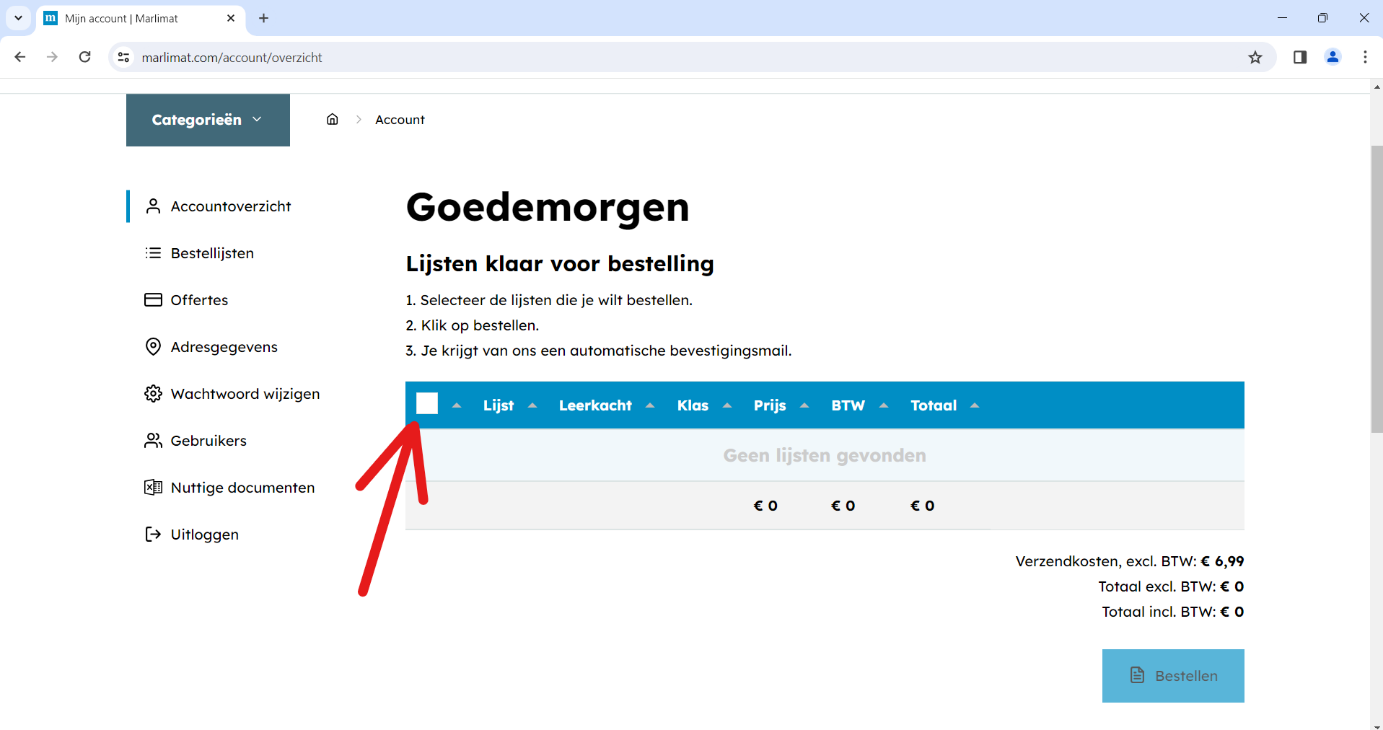 Mijn account | Marlimat
marlimat.com/account/overzicht
Categorieën
Account
Accountoverzicht
Bestellijsten
Offertes
Adresgegevens
Wachtwoord wijzigen
Gebruikers
Nuttige documenten
Uitloggen
Goedemorgen
Lijsten klaar voor bestelling
1. Selecteer de lijsten die je wilt bestellen.
2. Klik op bestellen.
3. Je krijgt van ons een automatische bevestigingsmail.
Lijst Leerkacht Klas Prijs BTW Totaal
Geen lijsten gevonden
€ 0 € 0 € 0
Verzendkosten, excl. BTW: € 6,99
Totaal excl. BTW: € 0
Totaal incl. BTW: € 0
Bestellen